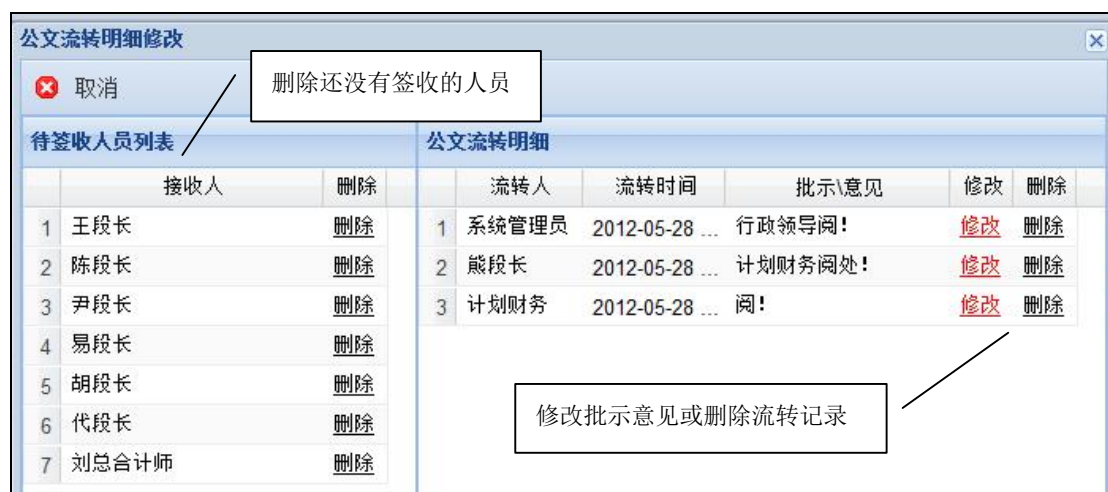 公文流转明细修改
取消
删除还没有签收的人员
待签收人员列表
接收人 删除
1 王段长 删除
2 陈段长 删除
3 尹段长 删除
4 易段长 删除
5 胡段长 删除
6 代段长 删除
7 刘总会计师 删除
公文流转明细
流转人 流转时间 批示\意见 修改 删除
1 系统管理员 2012-05-28 ... 行政领导阅！ 修改 删除
2 熊段长 2012-05-28 ... 计划财务阅处！ 修改 删除
3 计划财务 2012-05-28 ... 阅！ 修改 删除
修改批示意见或删除流转记录